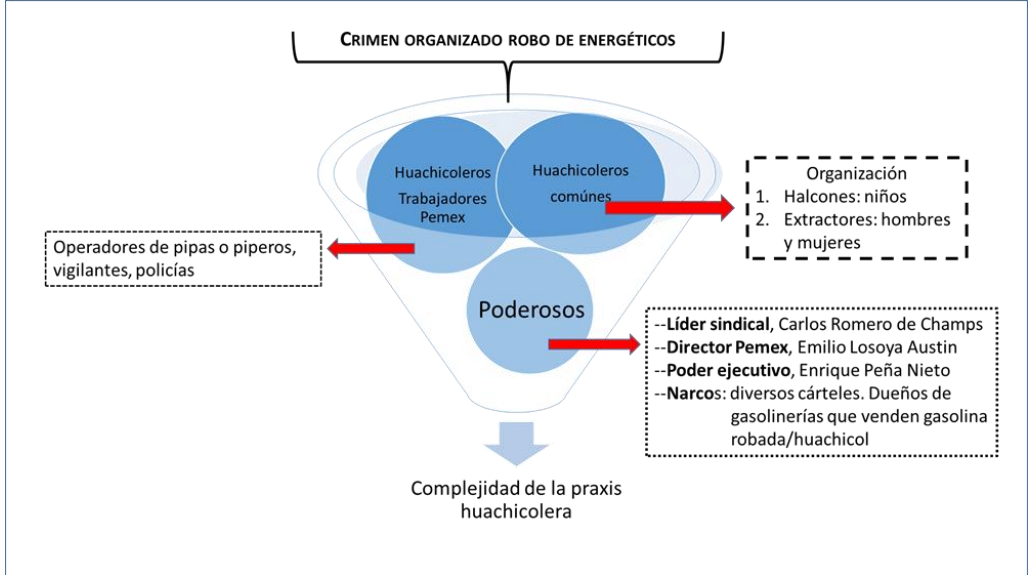 CRIMEN ORGANIZADO ROBO DE ENERGÉTICOS
Huachicoleros
Trabajadores
Pemex
Huachicoleros
comúnes
Organización
1. Halcones: niños
2. Extractores: hombres
y mujeres
Operadores de pipas o piperos,
vigilantes, policías
Poderosos
--Líder sindical, Carlos Romero de Champs
--Director Pemex, Emilio Losoya Austin
--Poder ejecutivo, Enrique Peña Nieto
--Narcos: diversos cárteles. Dueños de
gasolinerías que venden gasolina
robada/huachicol
Complejidad de la praxis
huachicolera